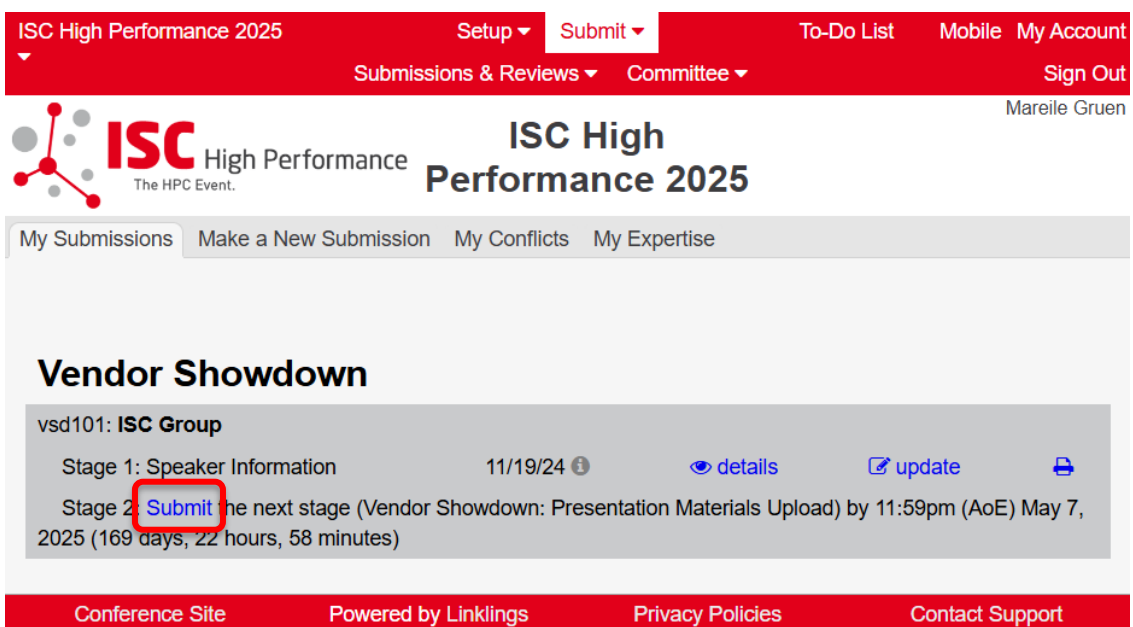 ISC High Performance 2025 Setup Submit To-Do List Mobile My Account
Submissions & Reviews Committee Sign Out
Mareile Gruen
ISC High Performance
The HPC Event.
ISC High
Performance 2025
My Submissions Make a New Submission My Conflicts My Expertise
Vendor Showdown
vsd101: ISC Group
Stage 1: Speaker Information 11/19/24 details update
Stage 2: Submit the next stage (Vendor Showdown: Presentation Materials Upload) by 11:59pm (AoE) May 7,
2025 (169 days, 22 hours, 58 minutes)
Conference Site Powered by Linklings Privacy Policies Contact Support